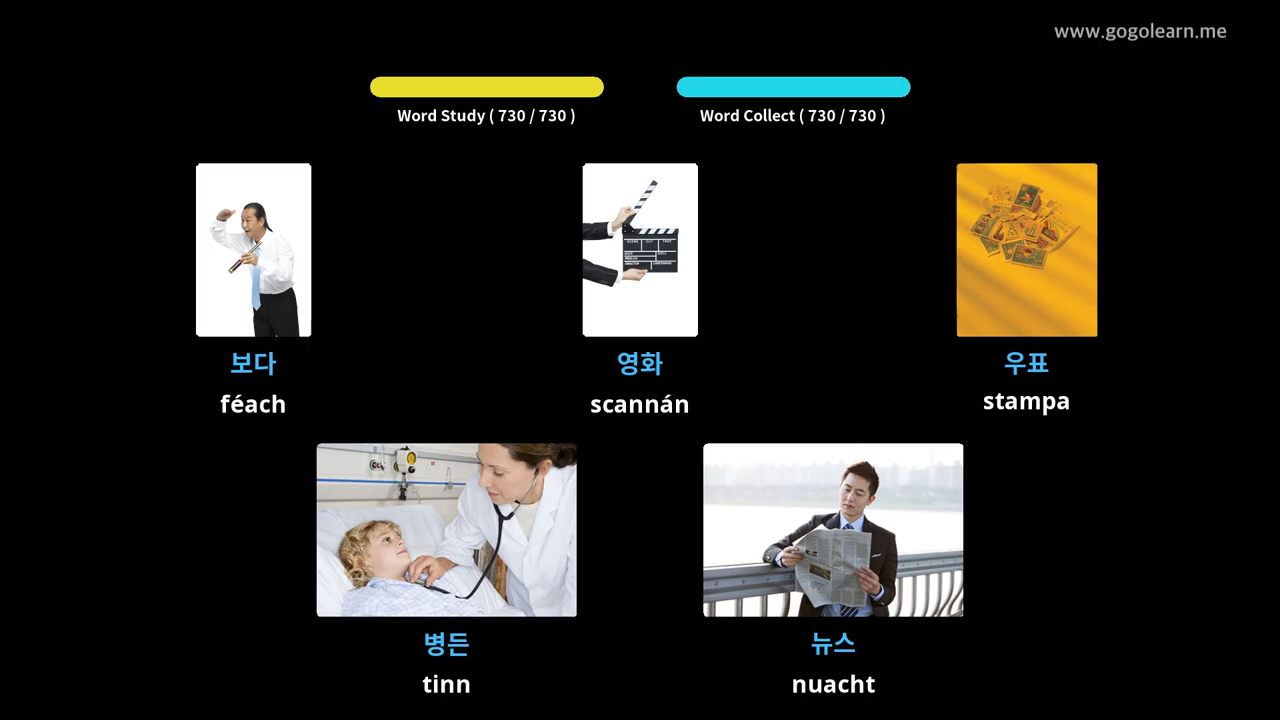 www.gogolearn.me
Word Study ( 730 / 730 )
Word Collect ( 730 / 730 )
보다
영화
우표
féach
scannán
stampa
병든
뉴스
tinn
nuacht